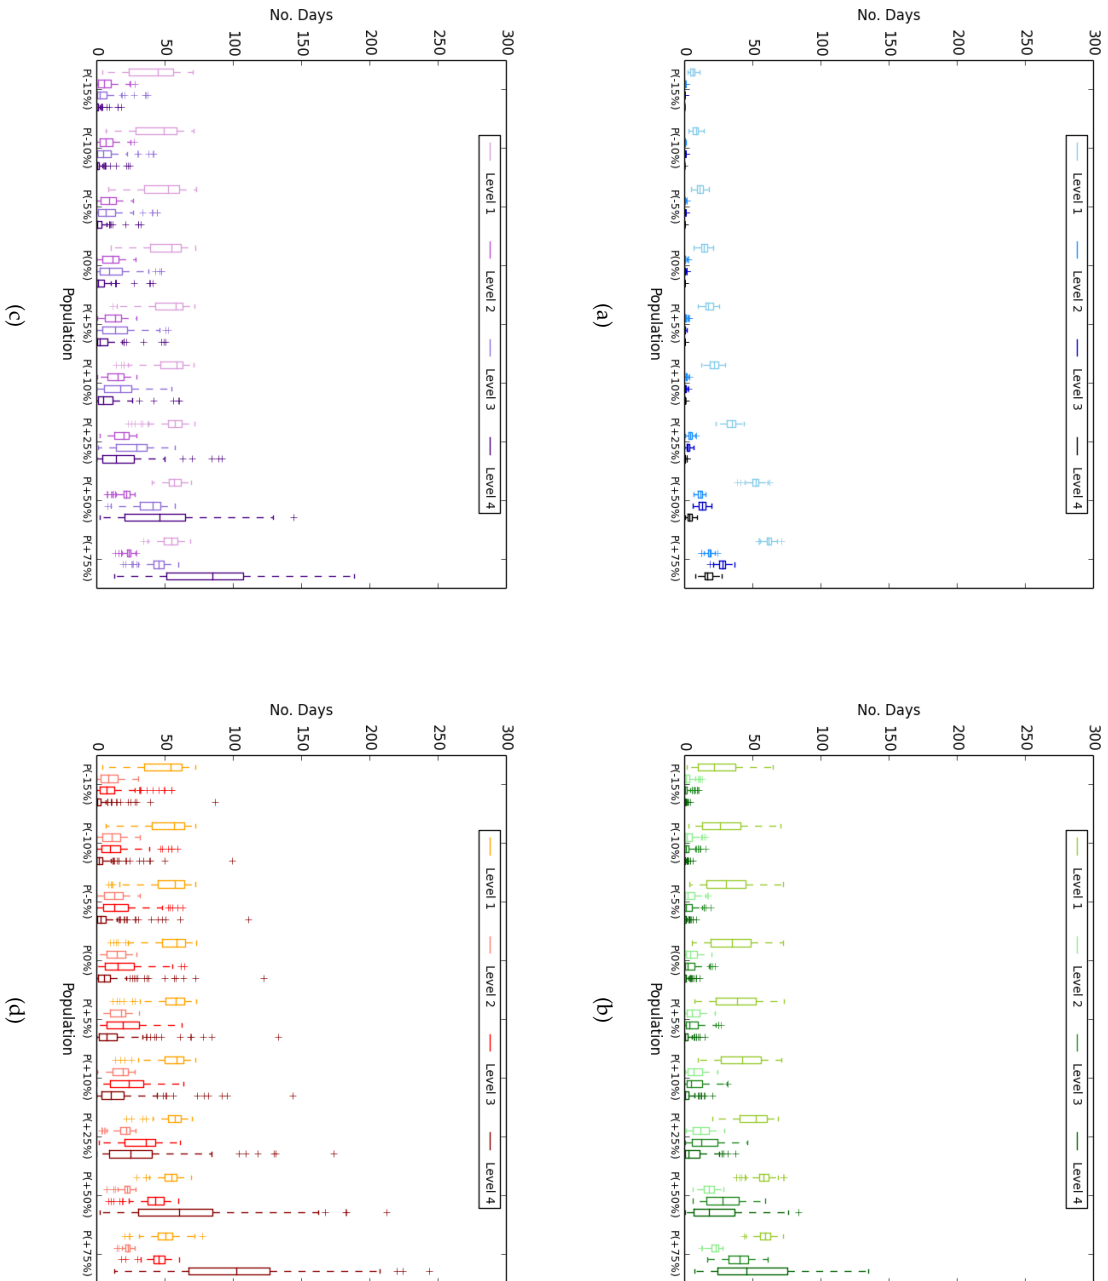 300
250
200
150
100
50
0
No. Days
P(-15%)
P(-10%)
P(-5%)
P(0%)
P(+5%)
P(+10%)
P(+25%)
P(+50%)
P(+75%)
Population
Level 1
Level 2
Level 3
Level 4
(a)
300
250
200
150
100
50
0
No. Days
P(-15%)
P(-10%)
P(-5%)
P(0%)
P(+5%)
P(+10%)
P(+25%)
P(+50%)
P(+75%)
Population
Level 1
Level 2
Level 3
Level 4
(b)
300
250
200
150
100
50
0
No. Days
P(-15%)
P(-10%)
P(-5%)
P(0%)
P(+5%)
P(+10%)
P(+25%)
P(+50%)
P(+75%)
Population
Level 1
Level 2
Level 3
Level 4
(c)
300
250
200
150
100
50
0
No. Days
P(-15%)
P(-10%)
P(-5%)
P(0%)
P(+5%)
P(+10%)
P(+25%)
P(+50%)
P(+75%)
Population
Level 1
Level 2
Level 3
Level 4
(d)